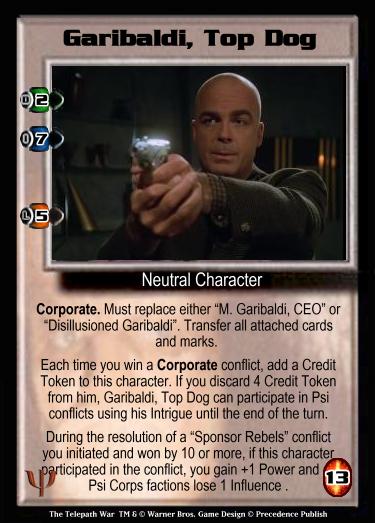 Garibaldi, Top Dog
D 2
I 7
L 5
Neutral Character
Corporate. Must replace either “M. Garibaldi, CEO” or
“Disillusioned Garibaldi”. Transfer all attached cards
and marks.
Each time you win a Corporate conflict, add a Credit
Token to this character. If you discard 4 Credit Token
from him, Garibaldi, Top Dog can participate in Psi
conflicts using his Intrigue until the end of the turn.
During the resolution of a “Sponsor Rebels” conflict
you initiated and won by 10 or more, if this character
participated in the conflict, you gain +1 Power and
Psi Corps factions lose 1 Influence .
13
The Telepath War TM & © Warner Bros. Game Design © Precedence Publish